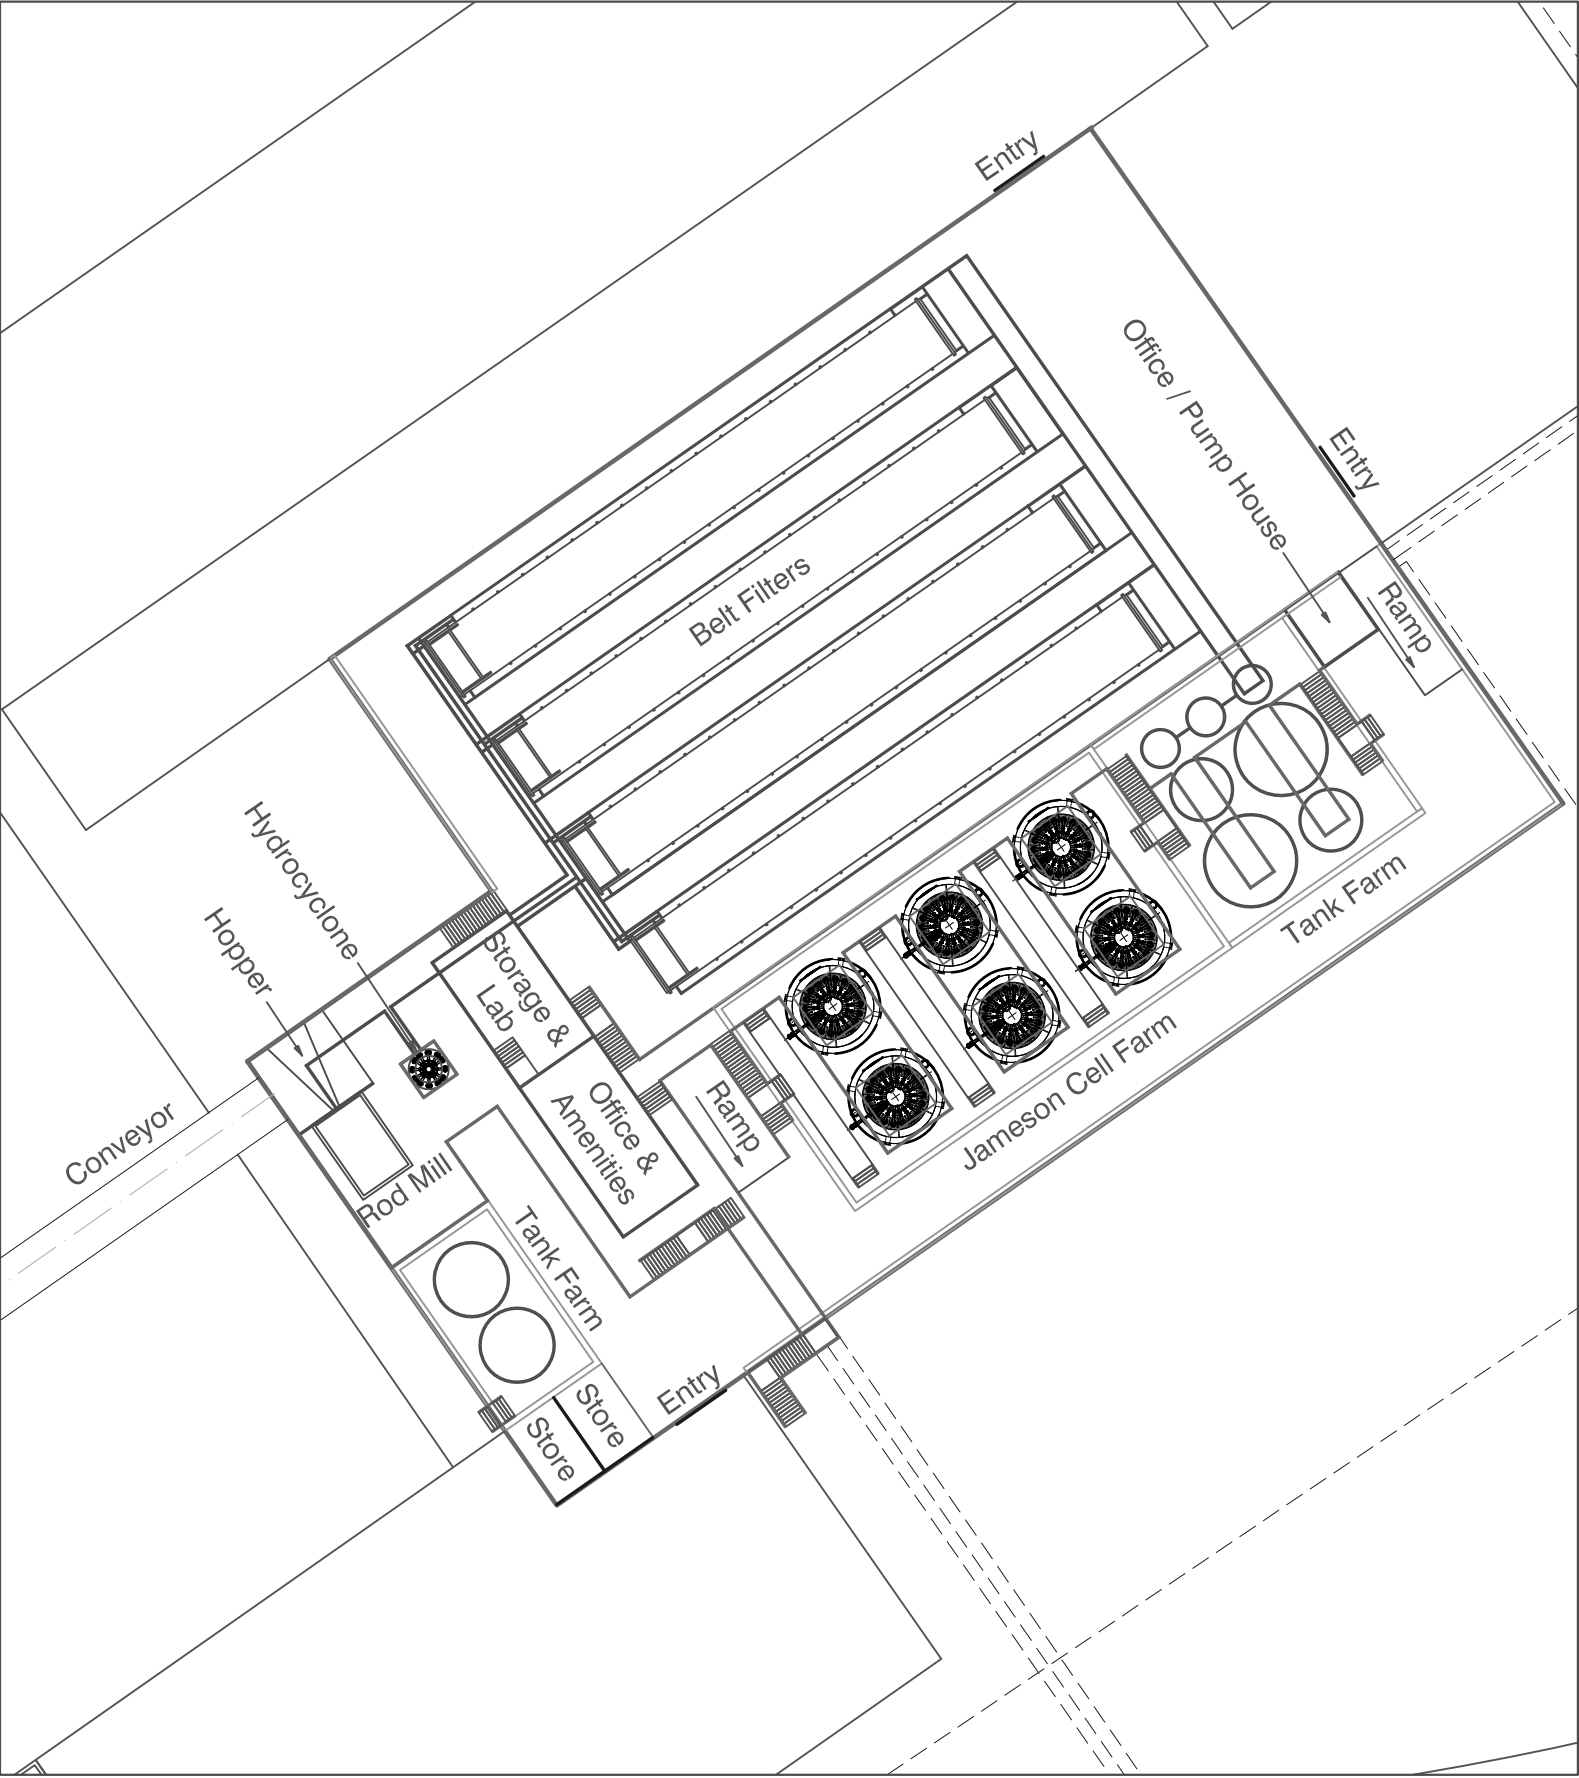 Entry
Office / Pump House
Entry
Belt Filters
Ramp
Hydrocyclone
Hopper
Storage &
Lab
Tank Farm
Jameson Cell Farm
Conveyor
Office &
Amenities
Ramp
Rod Mill
Tank Farm
Entry
Store
Store